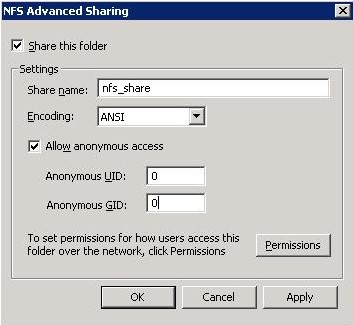 NFS Advanced Sharing
Share this folder
Settings
Share name: nfs_share
Encoding: ANSI
Allow anonymous access
Anonymous UID: 0
Anonymous GID: 0
To set permissions for how users access this
folder over the network, click Permissions
Permissions
OK Cancel Apply